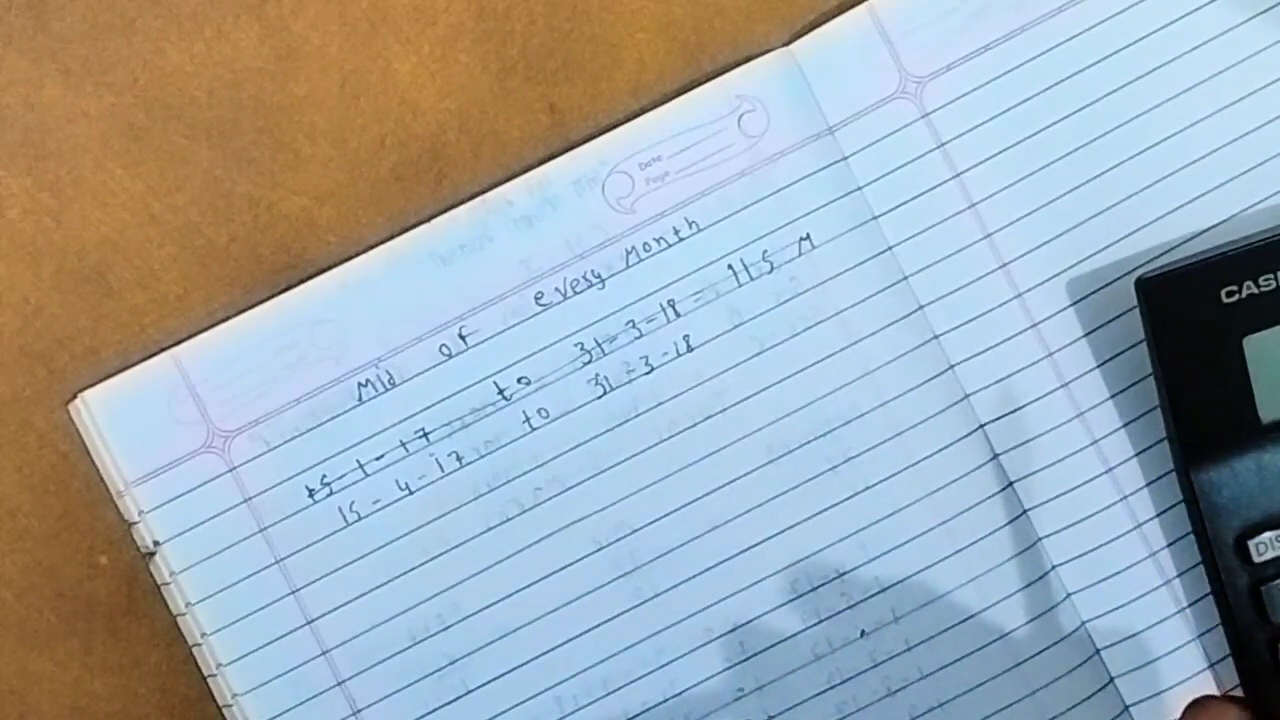 Date
Page
Mid of every Month
15-1-17 to 31-3-18 = 11.5 M
15-4-17 to 31-3-18
CASI
DIS